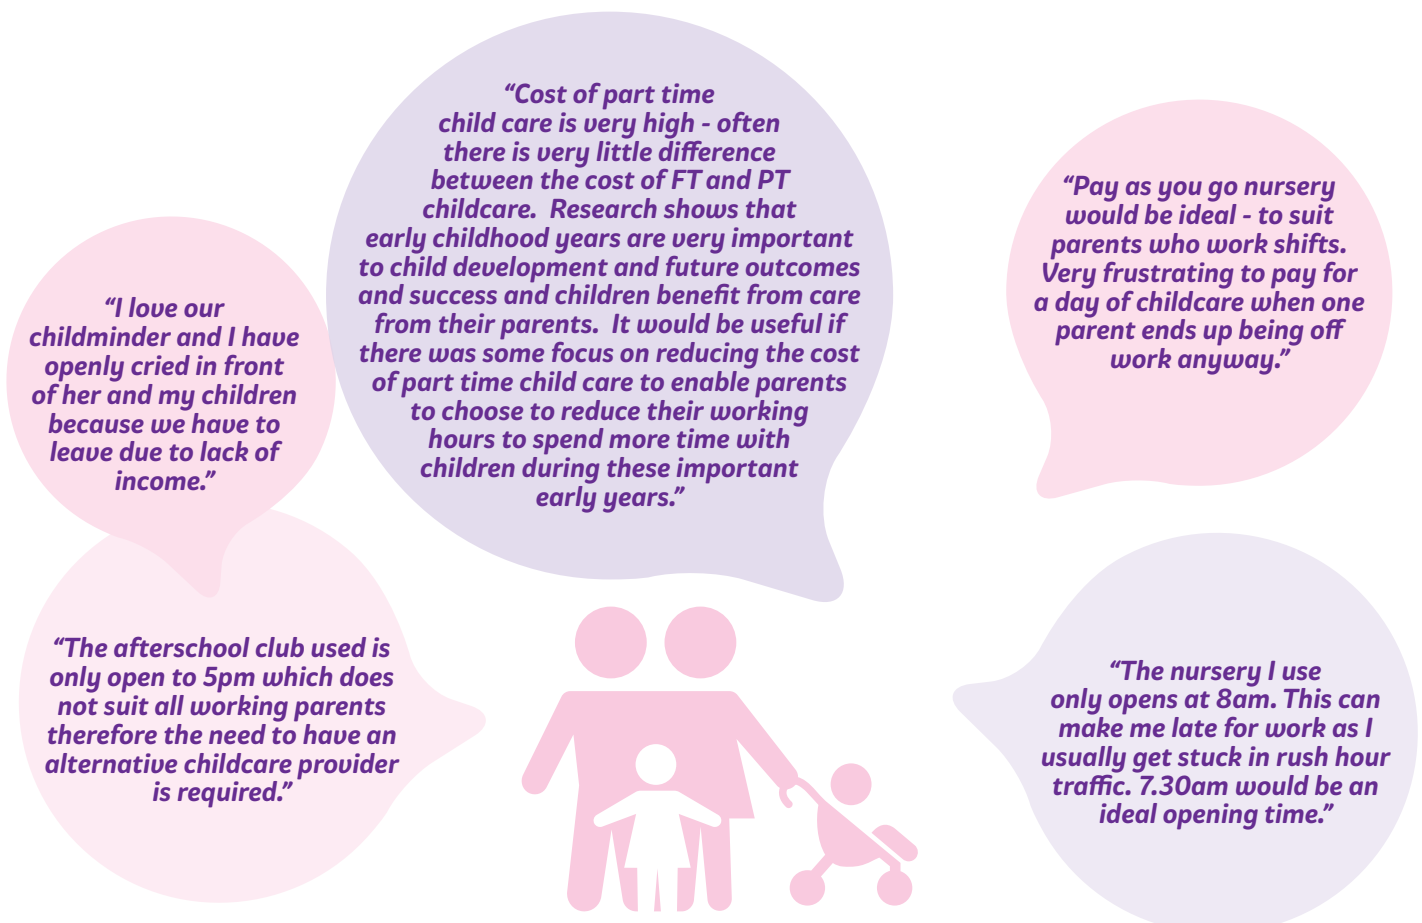 “Cost of part time
child care is very high - often
there is very little difference
between the cost of FT and PT
childcare.  Research shows that
early childhood years are very important
to child development and future outcomes
and success and children benefit from care
from their parents.  It would be useful if
there was some focus on reducing the cost
of part time child care to enable parents
to choose to reduce their working
hours to spend more time with
children during these important
early years.”
“Pay as you go nursery
would be ideal - to suit
parents who work shifts.
Very frustrating to pay for
a day of childcare when one
parent ends up being off
work anyway.”
“I love our
childminder and I have
openly cried in front
of her and my children
because we have to
leave due to lack of
income.”
“The afterschool club used is
only open to 5pm which does
not suit all working parents
therefore the need to have an
alternative childcare provider
is required.”
“The nursery I use
only opens at 8am. This can
make me late for work as I
usually get stuck in rush hour
traffic. 7.30am would be an
ideal opening time.”